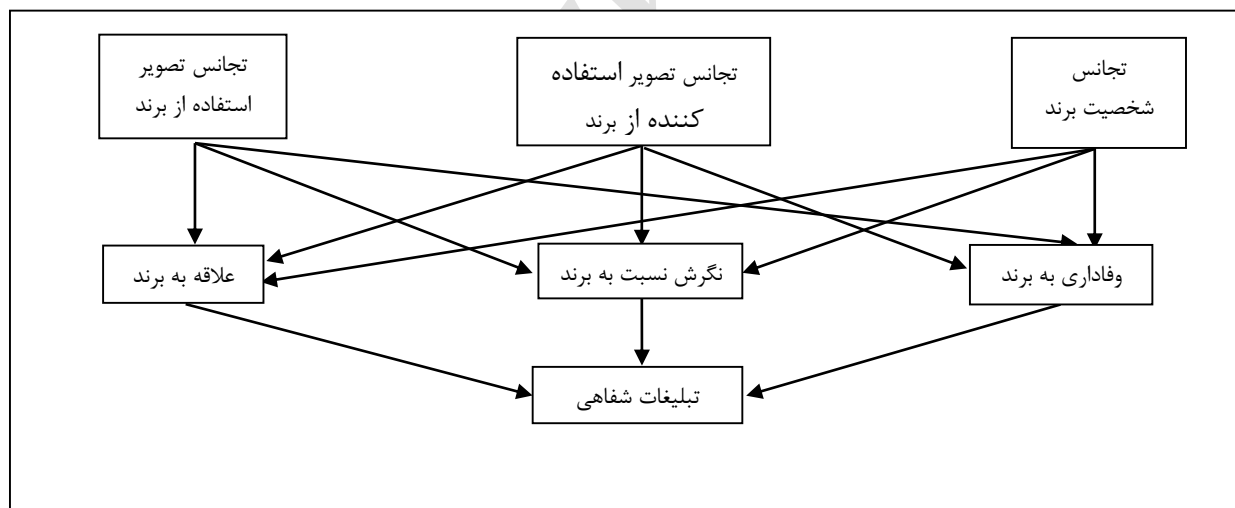 تجانس
شخصیت برند
تجانس تصویر استفاده
کننده از برند
تجانس تصویر
استفاده از برند
وفاداری به برند
نگرش نسبت به برند
علاقه به برند
تبلیغات شفاهی